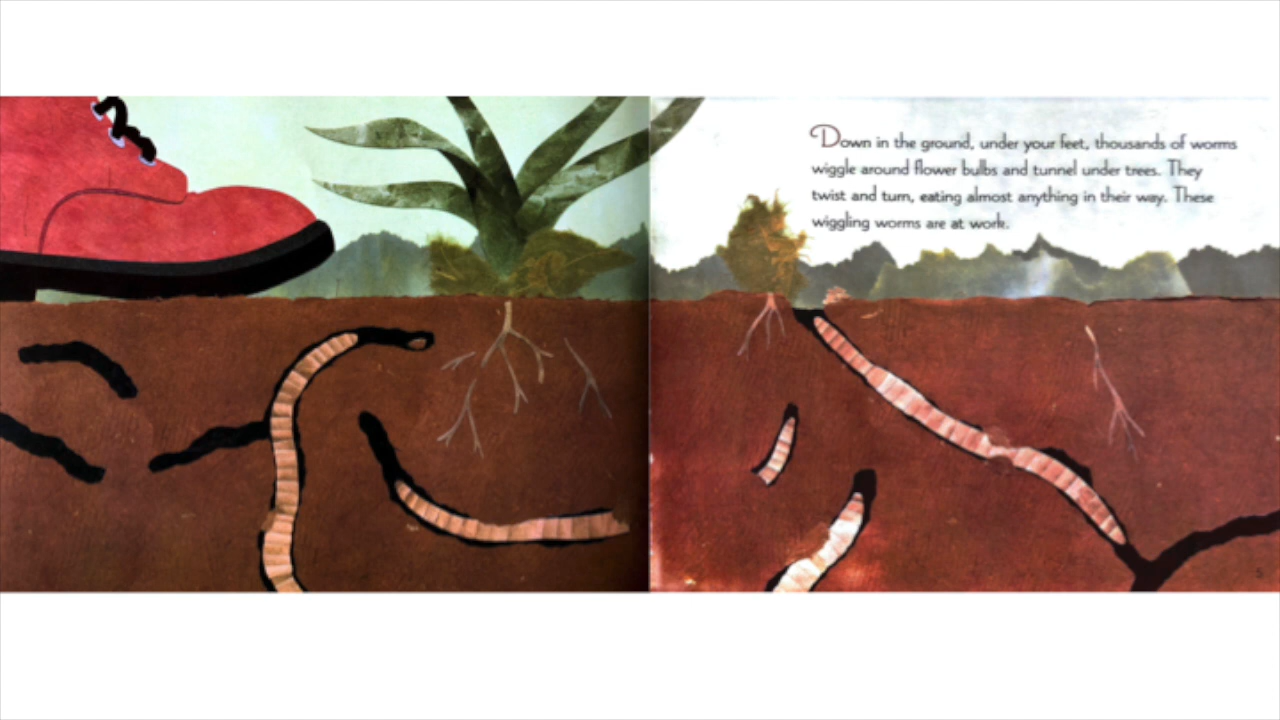 Down in the ground, under your feet, thousands of worms
wiggle around flower bulbs and tunnel under trees. They
twist and turn, eating almost anything in their way. These
wiggling worms are at work.
5